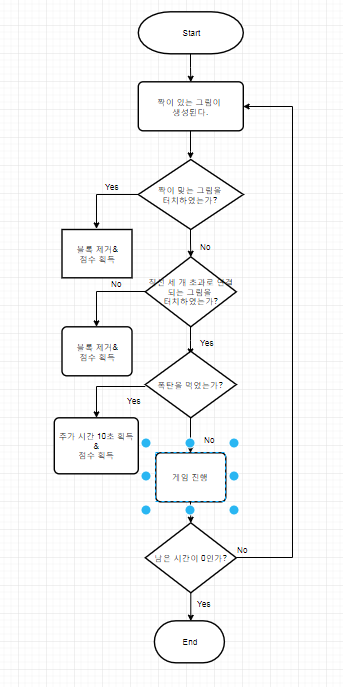 Start
짝이 있는 그림이
생성된다.
짝이 맞는 그림을
터치하였는가?
Yes
블록 제거&
점수 획득
No
직선 세 개 초과로 연결
되는 그림을
터치하였는가?
No
블록 제거&
점수 획득
Yes
폭탄을 먹었는가?
Yes
추가 시간 10초 획득
&
점수 획득
No
게임 진행
남은 시간이 0인가?
No
Yes
End